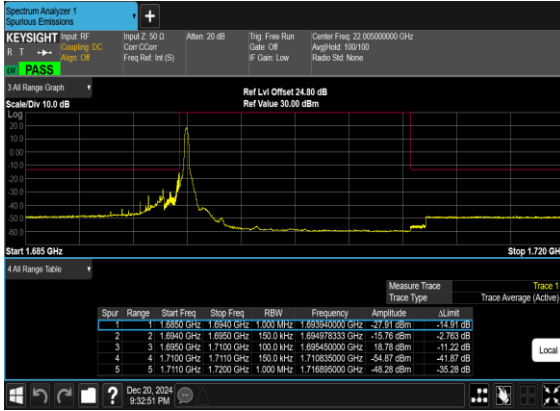 Spectrum Analyzer 1
Spurious Emissions
KEYSIGHT Input: RF Input Z: 50 Ω Atten: 20 dB Trig: Free Run Center Freq: 22.005000000 GHz
R T Coupling: DC Corr CCorr Gate: Off Avg|Hold: 100/100
Align: Off Freq Ref: Int (S) IF Gain: Low Radio Std: None
PASS
3 All Range Graph
Ref Lvl Offset 24.80 dB
Scale/Div 10.0 dB Ref Value 30.00 dBm
Log
20.0
10.0
0.00
-10.0
-20.0
-30.0
-40.0
-50.0
-60.0
Start 1.685 GHz Stop 1.720 GH
4 All Range Table
Measure Trace Trace 1
Trace Type Trace Average (Active)
Spur Range Start Freq Stop Freq RBW Frequency Amplitude ΔLimit
1 1 1.6850 GHz 1.6940 GHz 1.000 MHz 1.693940000 GHz -27.91 dBm -14.91 dB
2 2 1.6940 GHz 1.6950 GHz 150.0 kHz 1.694978333 GHz -15.76 dBm -2.763 dB
3 3 1.6950 GHz 1.7100 GHz 150.0 kHz 1.695450000 GHz 18.78 dBm -11.22 dB
4 4 1.7100 GHz 1.7110 GHz 150.0 kHz 1.710835000 GHz -54.87 dBm -41.87 dB
5 5 1.7110 GHz 1.7200 GHz 1.000 MHz 1.716895000 GHz -48.28 dBm -35.28 dB
Local
Dec 20, 2024
9:32:51 PM